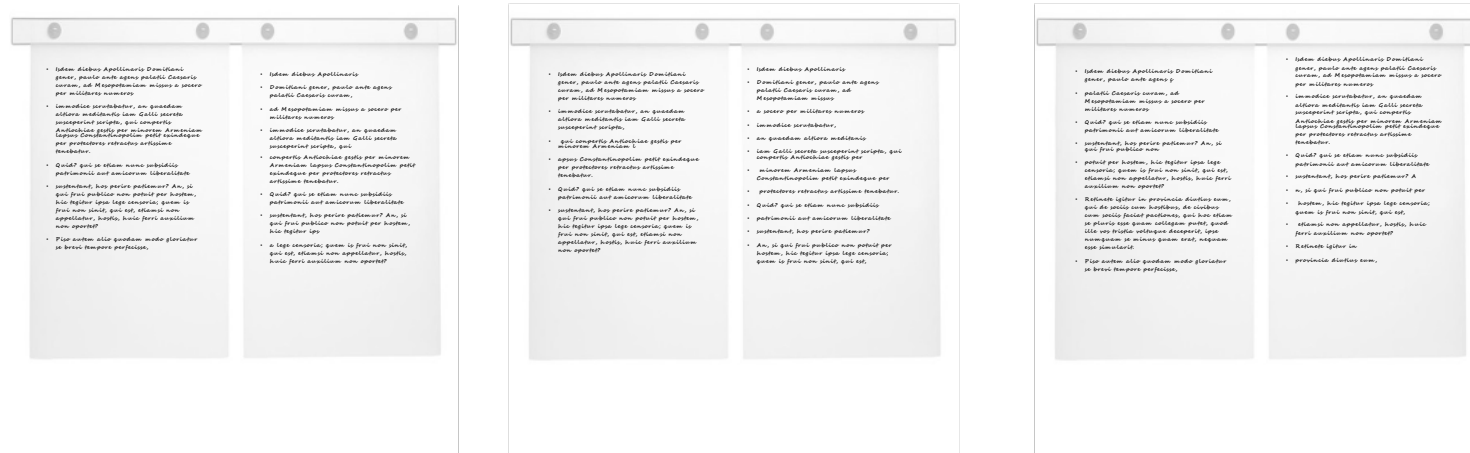 • Isdem diebus Apollinaris Domitiani
gener, paulo ante agens palatii Caesaris
curam, ad Mesopotamiam missus a socero
per militares numeros
• immodice scrutabatur, an quaedam
altiora meditantis iam Galli secreta
susceperint scripta, qui conpertis
Antiochiae gestis per minorem Armeniam
lapsus Constantinopolim petit exindeque
per protectores retractus artissime
tenebatur.
• Quid? qui se etiam nunc subsidiis
patrimonii aut amicorum liberalitate
• sustentant, hos perire patiemur? An, si
qui frui publico non potuit per hostem,
hic tegitur ipsa lege censoria; quem is
frui non sinit, qui est, etiamsi non
appellatur, hostis, huic ferri auxilium
non oportet?
• Piso autem alio quodam modo gloriatur
se brevi tempore perfecisse,
• Isdem diebus Apollinaris
• Domitiani gener, paulo ante agens
palatii Caesaris curam,
• ad Mesopotamiam missus a socero per
militares numeros
• immodice scrutabatur, an quaedam
altiora meditantis iam Galli secreta
susceperint scripta, qui
• conpertis Antiochiae gestis per minorem
Armeniam lapsus Constantinopolim petit
exindeque per protectores retractus
artissime tenebatur.
• Quid? qui se etiam nunc subsidiis
patrimonii aut amicorum liberalitate
• sustentant, hos perire patiemur? An, si
qui frui publico non potuit per hostem,
hic tegitur ips
• a lege censoria; quem is frui non sinit,
qui est, etiamsi non appellatur, hostis,
huic ferri auxilium non oportet?
• Isdem diebus Apollinaris Domitiani
gener, paulo ante agens palatii Caesaris
curam, ad Mesopotamiam missus a socero
per militares numeros
• immodice scrutabatur, an quaedam
altiora meditantis iam Galli secreta
susceperint scripta,
• qui conpertis Antiochiae gestis per
minorem Armeniam l
• apsus Constantinopolim petit exindeque
per protectores retractus artissime
tenebatur.
• Quid? qui se etiam nunc subsidiis
patrimonii aut amicorum liberalitate
• sustentant, hos perire patiemur? An, si
qui frui publico non potuit per hostem,
hic tegitur ipsa lege censoria; quem is
frui non sinit, qui est, etiamsi non
appellatur, hostis, huic ferri auxilium
non oportet?
• Isdem diebus Apollinaris
• Domitiani gener, paulo ante agens
palatii Caesaris curam, ad
Mesopotamiam missus
• a socero per militares numeros
• immodice scrutabatur,
• an quaedam altiora meditanis
• iam Galli secreta susceperint scripta, qui
conpertis Antiochiae gestis per
• minorem Armeniam lapsus
Constantinopolim petit exindeque per
• protectores retractus artissime tenebatur.
• Quid? qui se etiam nunc subsidiis
• patrimonii aut amicorum liberalitate
• sustentant, hos perire patiemur?
• An, si qui frui publico non potuit per
hostem, hic tegitur ipsa lege censoria;
quem is frui non sinit, qui est,
• Isdem diebus Apollinaris Domitiani
gener, paulo ante agens g
• palatii Caesaris curam, ad
Mesopotamiam missus a socero per
militares numeros
• Quid? qui se etiam nunc subsidiis
patrimonii aut amicorum liberalitate
• sustentant, hos perire patiemur? An, si
qui frui publico non
• potuit per hostem, hic tegitur ipsa lege
censoria; quem is frui non sinit, qui est,
etiamsi non appellatur, hostis, huic ferri
auxilium non oportet?
• Retinete igitur in provincia diutius eum,
qui de sociis cum hostibus, de civibus
cum sociis faciat pactiones, qui hoc etiam
se pluris esse quam collegam putet, quod
ille vos tristia voltuque deceperit, ipse
numquam se minus quam erat, nequam
esse simularit.
• Piso autem alio quodam modo gloriatur
se brevi tempore perfecisse,
• Isdem diebus Apollinaris Domitiani
gener, paulo ante agens palatii Caesaris
curam, ad Mesopotamiam missus a socero
per militares numeros
• immodice scrutabatur, an quaedam
altiora meditantis iam Galli secreta
susceperint scripta, qui conpertis
Antiochiae gestis per minorem Armeniam
lapsus Constantinopolim petit exindeque
per protectores retractus artissime
tenebatur.
• Quid? qui se etiam nunc subsidiis
patrimonii aut amicorum liberalitate
• sustentant, hos perire patiemur? A
• n, si qui frui publico non potuit per
• hostem, hic tegitur ipsa lege censoria;
quem is frui non sinit, qui est,
• etiamsi non appellatur, hostis, huic
ferri auxilium non oportet?
• Retinete igitur in
• provincia diutius eum,